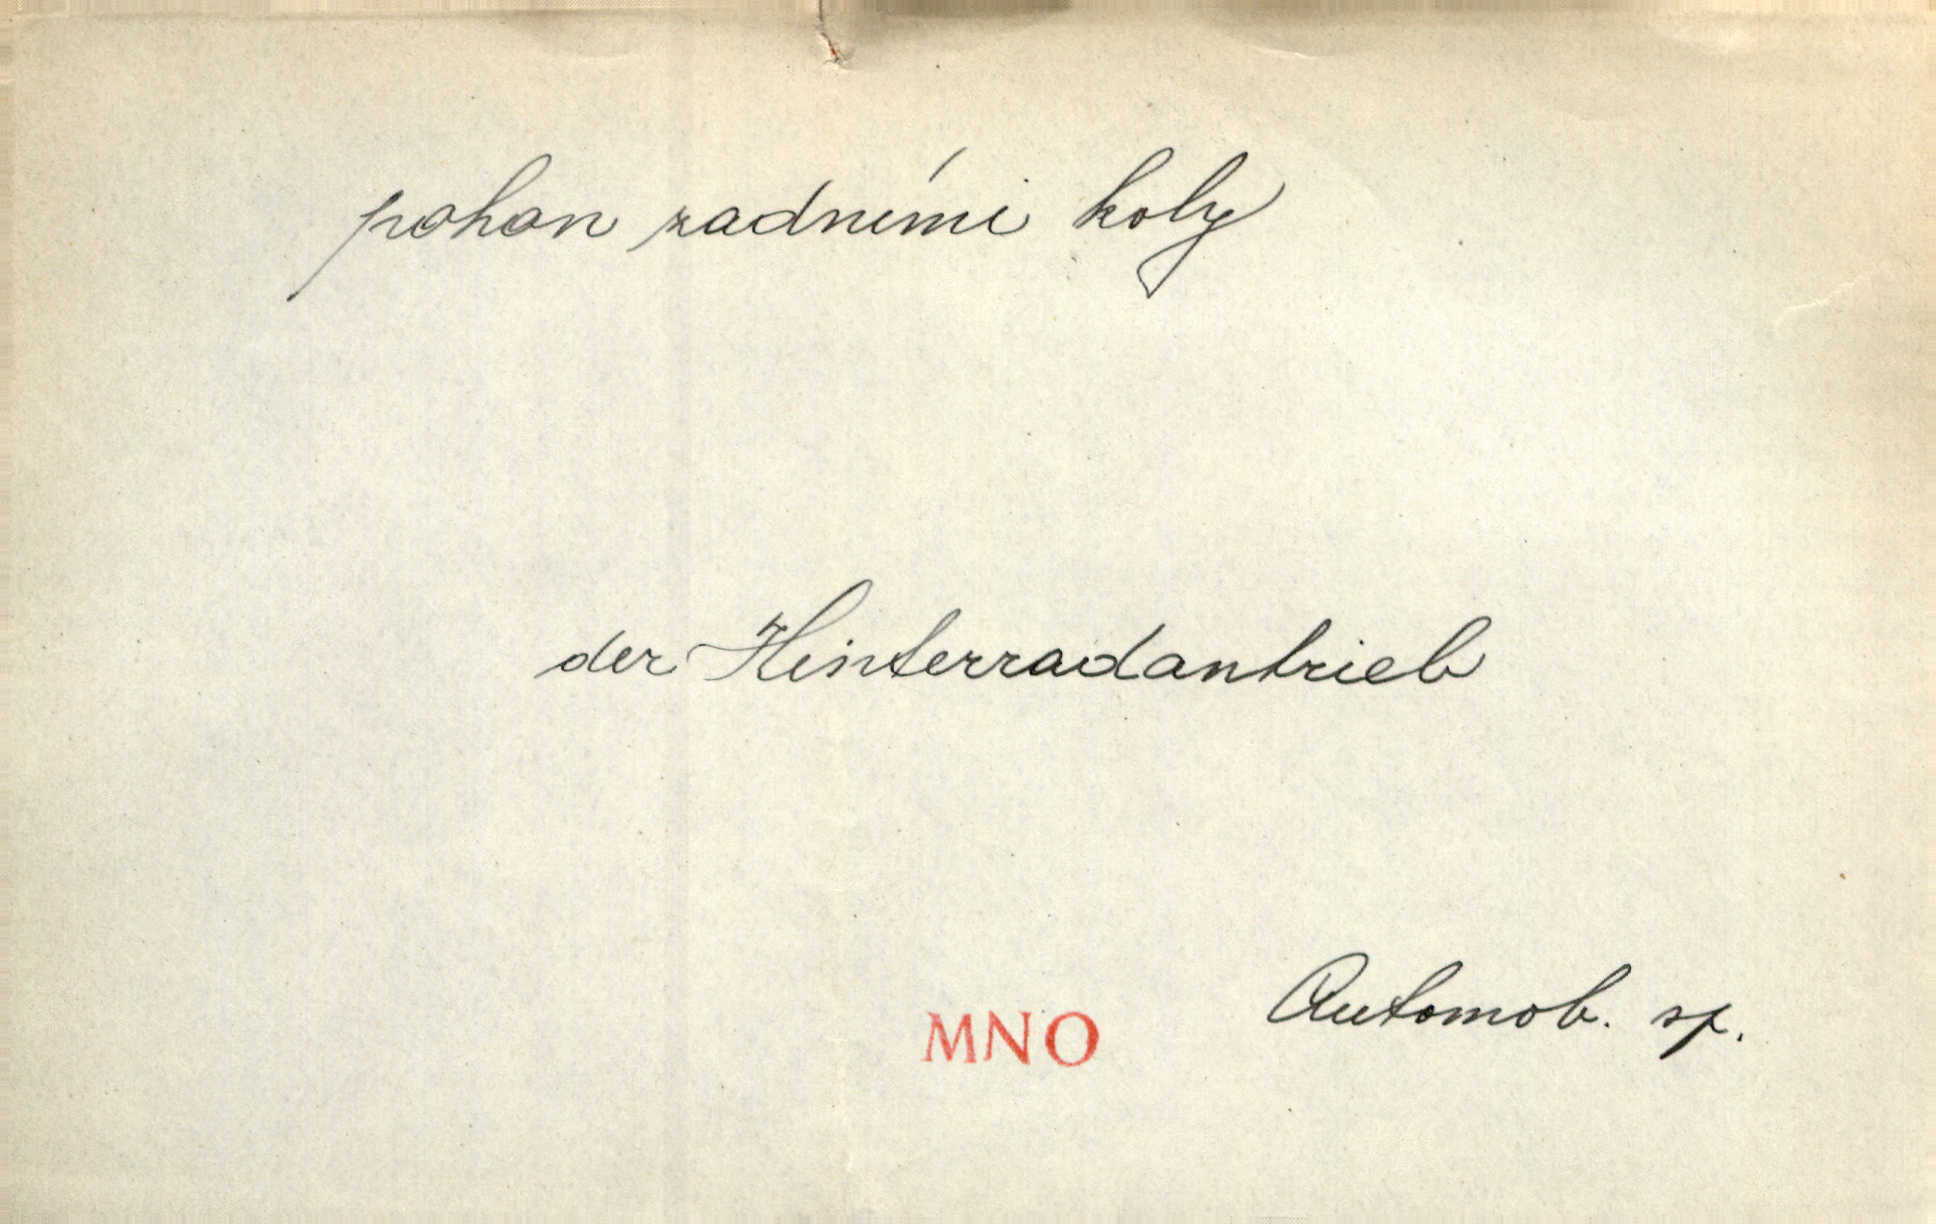 pohon zadními koly
der Hinterradantrieb
MNO
Automob. sp.